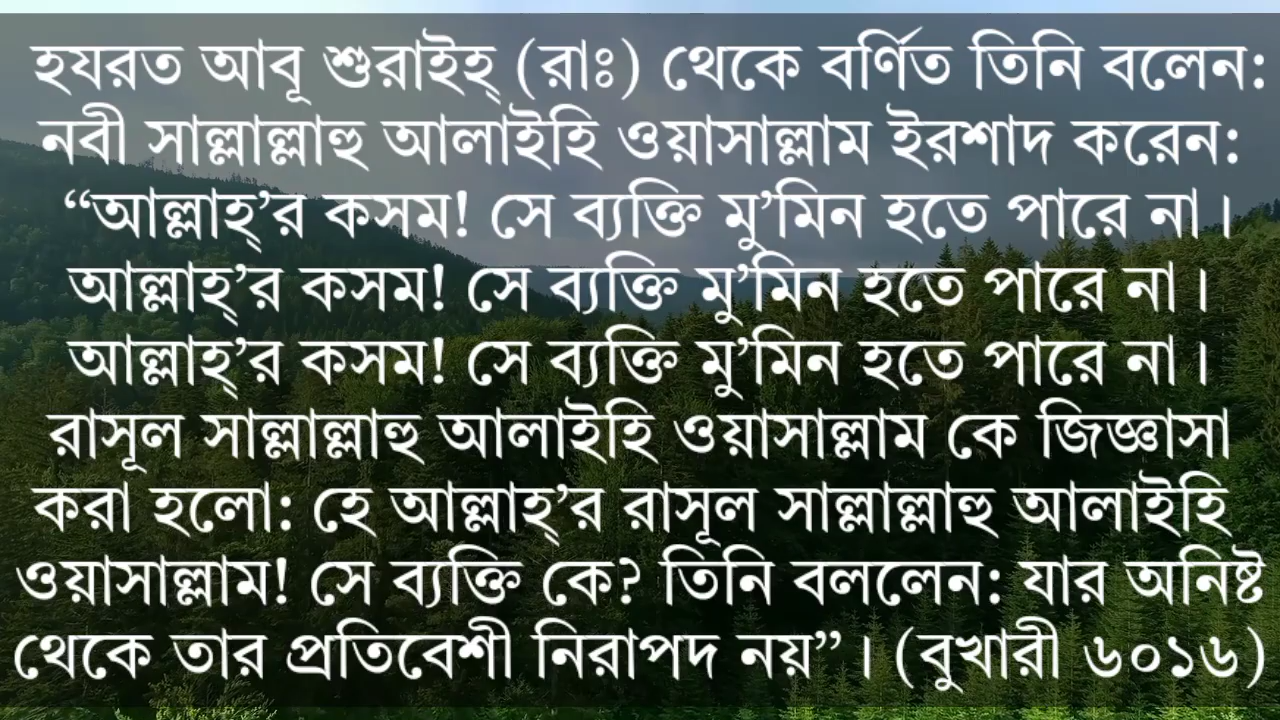 হযরত আবূ শুরাইহ্ (রাঃ) থেকে বর্ণিত তিনি বলেন:
নবী সাল্লাল্লাহু আলাইহি ওয়াসাল্লাম ইরশাদ করেন:
“আল্লাহ্’র কসম! সে ব্যক্তি মু’মিন হতে পারে না।
আল্লাহ্’র কসম! সে ব্যক্তি মু’মিন হতে পারে না।
আল্লাহ্’র কসম! সে ব্যক্তি মু’মিন হতে পারে না।
রাসূল সাল্লাল্লাহু আলাইহি ওয়াসাল্লাম কে জিজ্ঞাসা
করা হলো: হে আল্লাহ্’র রাসূল সাল্লাল্লাহু আলাইহি
ওয়াসাল্লাম! সে ব্যক্তি কে? তিনি বললেন: যার অনিষ্ট
থেকে তার প্রতিবেশী নিরাপদ নয়”। (বুখারী ৬০১৬)